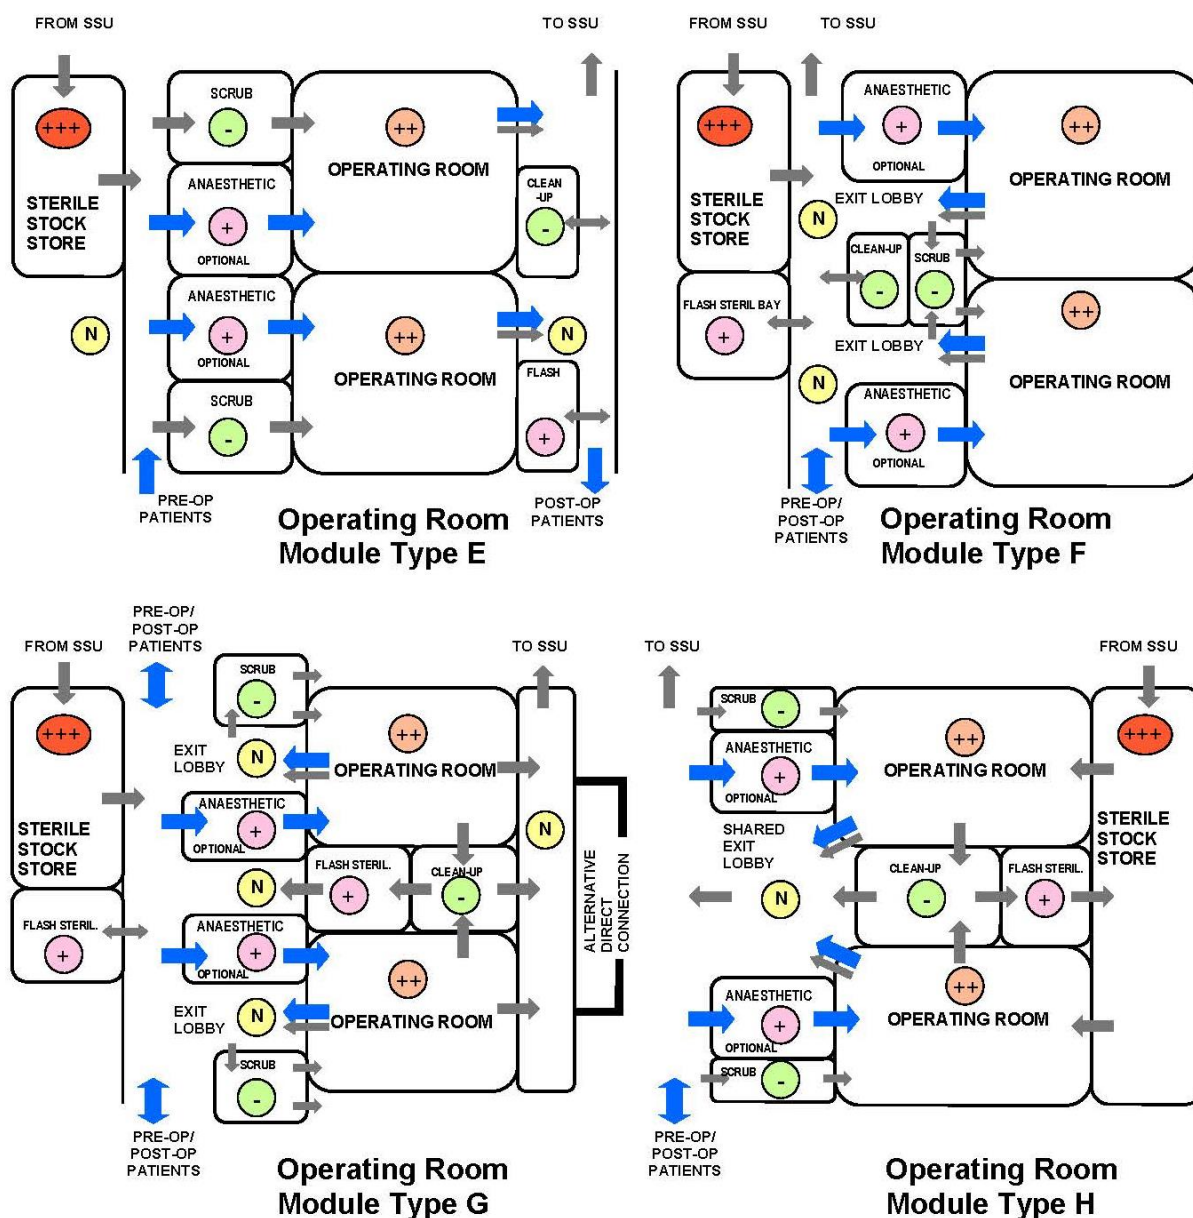 FROM SSU
TO SSU
+++
STERILE
STOCK
STORE
N
SCRUB
-
ANAESTHETIC
+
OPTIONAL
ANAESTHETIC
+
OPTIONAL
SCRUB
-
++
OPERATING ROOM
++
OPERATING ROOM
CLEAN
-UP
-
N
FLASH
+
PRE-OP
PATIENTS
POST-OP
PATIENTS
Operating Room
Module Type E
FROM SSU
TO SSU
+++
STERILE
STOCK
STORE
FLASH STERIL BAY
+
ANAESTHETIC
+
OPTIONAL
EXIT LOBBY
N
CLEAN-UP
-
SCRUB
-
EXIT LOBBY
N
ANAESTHETIC
+
OPTIONAL
++
OPERATING ROOM
++
OPERATING ROOM
PRE-OP/
POST-OP
PATIENTS
Operating Room
Module Type F
PRE-OP/
POST-OP
PATIENTS
FROM SSU
TO SSU
+++
STERILE
STOCK
STORE
FLASH STERIL.
+
SCRUB
-
EXIT
LOBBY
N
ANAESTHETIC
+
OPTIONAL
N
ANAESTHETIC
+
OPTIONAL
EXIT
LOBBY
N
SCRUB
-
++
OPERATING ROOM
FLASH STERIL.
+
CLEAN-UP
-
++
OPERATING ROOM
N
ALTERNATIVE
DIRECT
CONNECTION
PRE-OP/
POST-OP
PATIENTS
Operating Room
Module Type G
TO SSU
FROM SSU
SCRUB
-
ANAESTHETIC
+
OPTIONAL
++
OPERATING ROOM
+++
STERILE
STOCK
STORE
SHARED
EXIT
LOBBY
N
CLEAN-UP
-
FLASH STERIL.
+
ANAESTHETIC
+
OPTIONAL
SCRUB
-
++
OPERATING ROOM
PRE-OP/
POST-OP
PATIENTS
Operating Room
Module Type H